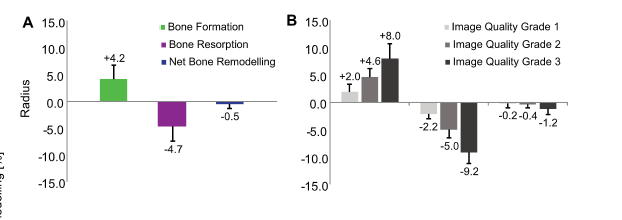 A
15.0
10.0
5.0
0.0
-5.0
-10.0
-15.0
Radius
Bone Formation
Bone Resorption
Net Bone Remodelling
+4.2
-4.7
-0.5
B
15.0
10.0
5.0
0.0
-5.0
-10.0
-15.0
Image Quality Grade 1
Image Quality Grade 2
Image Quality Grade 3
+2.0
+4.6
+8.0
-2.2
-5.0
-9.2
-0.2
-0.4
-1.2